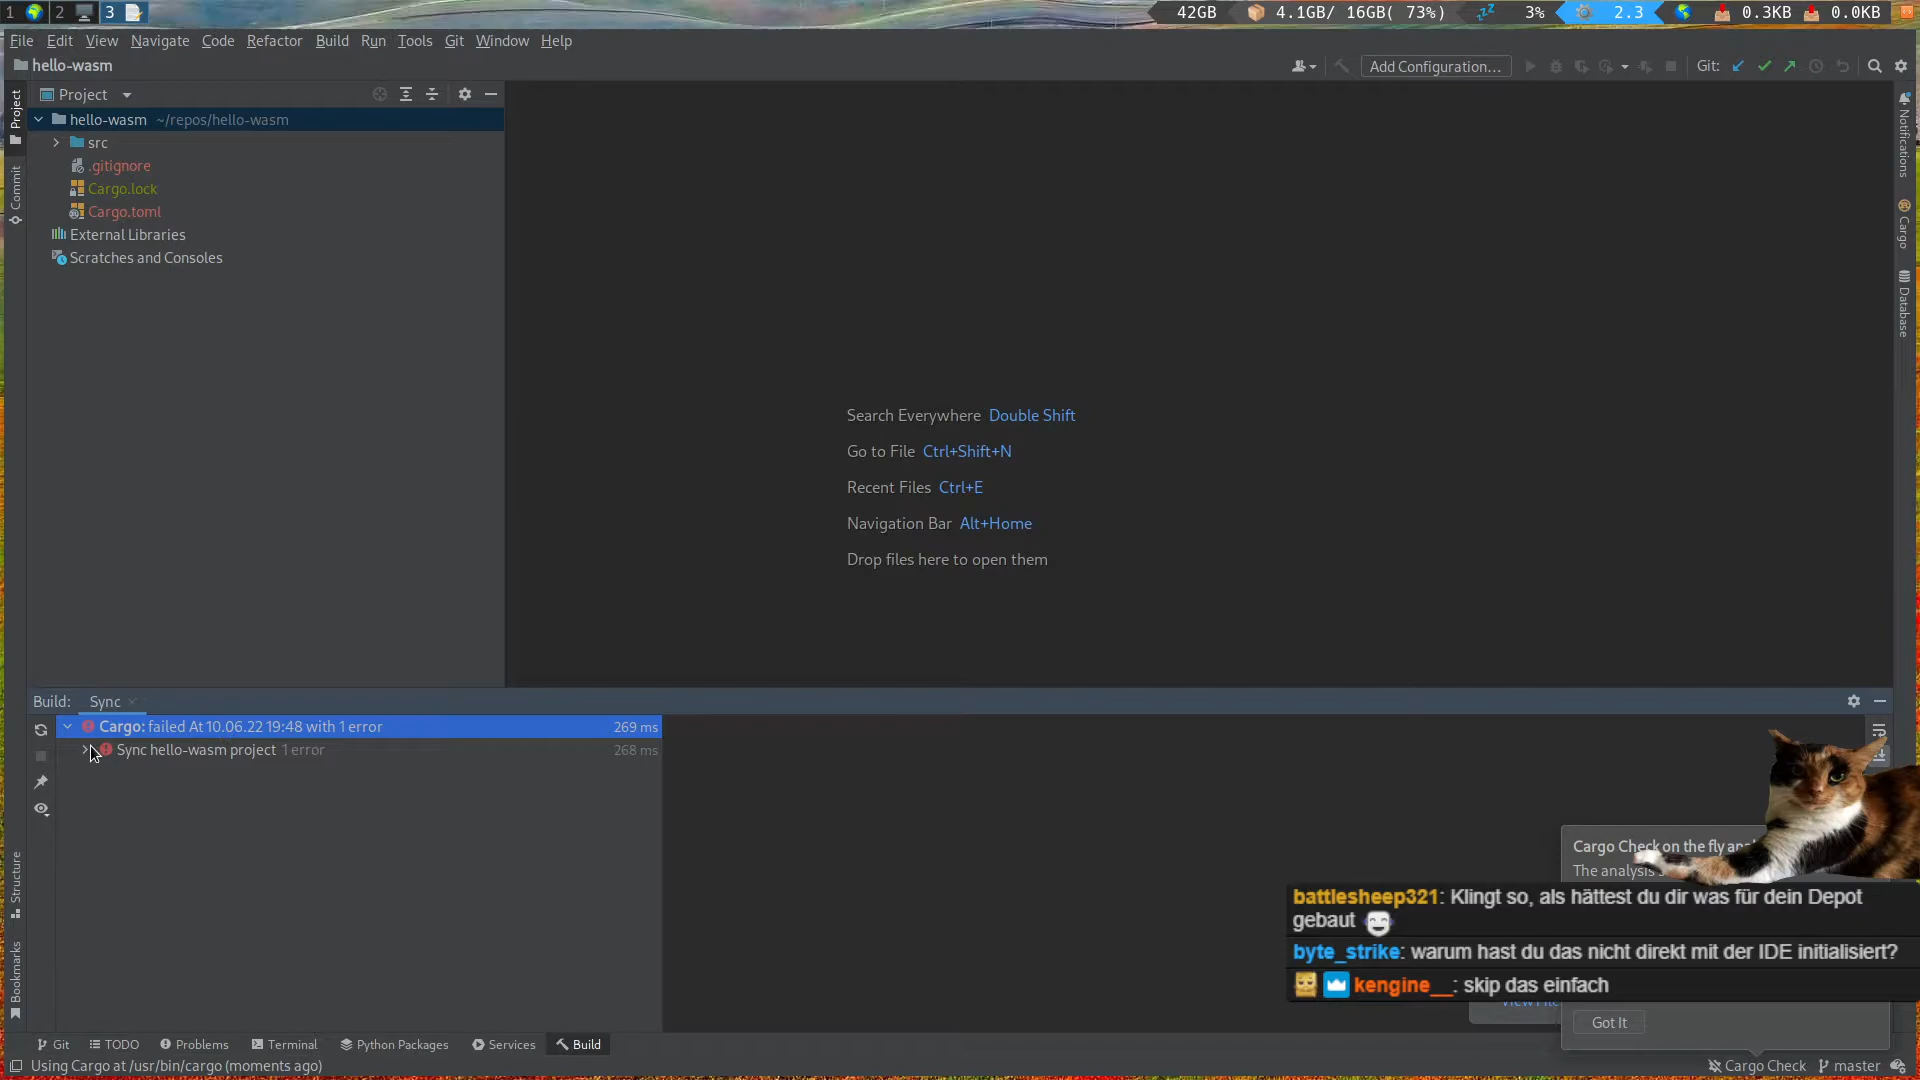 1 2 3 42GB 4.1GB/ 16GB( 73%) 3% 2.3 0.3KB 0.0KB
File Edit View Navigate Code Refactor Build Run Tools Git Window Help
hello-wasm Add Configuration... Git:
Project
Project
hello-wasm ~/repos/hello-wasm
src
.gitignore
Cargo.lock
Cargo.toml
External Libraries
Scratches and Consoles
Commit
Notifications
Cargo
Database
Search Everywhere Double Shift
Go to File Ctrl+Shift+N
Recent Files Ctrl+E
Navigation Bar Alt+Home
Drop files here to open them
Build: Sync
Cargo: failed At 10.06.22 19:48 with 1 error 269 ms
Sync hello-wasm project 1 error 268 ms
Structure
Bookmarks
Cargo Check on the fly
The analysis
battlesheep321: Klingt so, als hättest du dir was für dein Depot
gebaut
byte_strike: warum hast du das nicht direkt mit der IDE initialisiert?
kengine__: skip das einfach
View File
Got It
Git TODO Problems Terminal Python Packages Services Build
Using Cargo at /usr/bin/cargo (moments ago) Cargo Check master